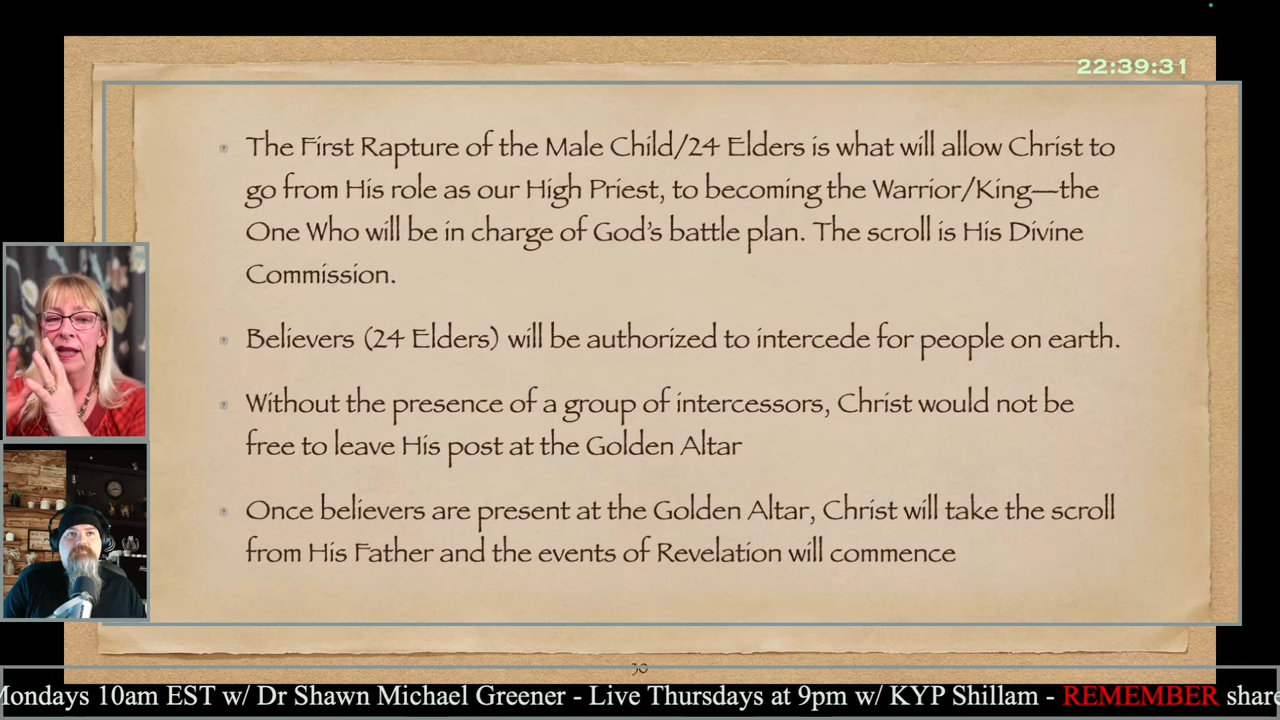 22:39:31
The First Rapture of the Male Child/24 Elders is what will allow Christ to
go from His role as our High Priest, to becoming the Warrior/King—the
One Who will be in charge of God's battle plan. The scroll is His Divine
Commission.
Believers (24 Elders) will be authorized to intercede for people on earth.
Without the presence of a group of intercessors, Christ would not be
free to leave His post at the Golden Altar
Once believers are present at the Golden Altar, Christ will take the scroll
from His Father and the events of Revelation will commence
30
Mondays 10am EST w/ Dr Shawn Michael Greener - Live Thursdays at 9pm w/ KYP Shillam - REMEMBER share